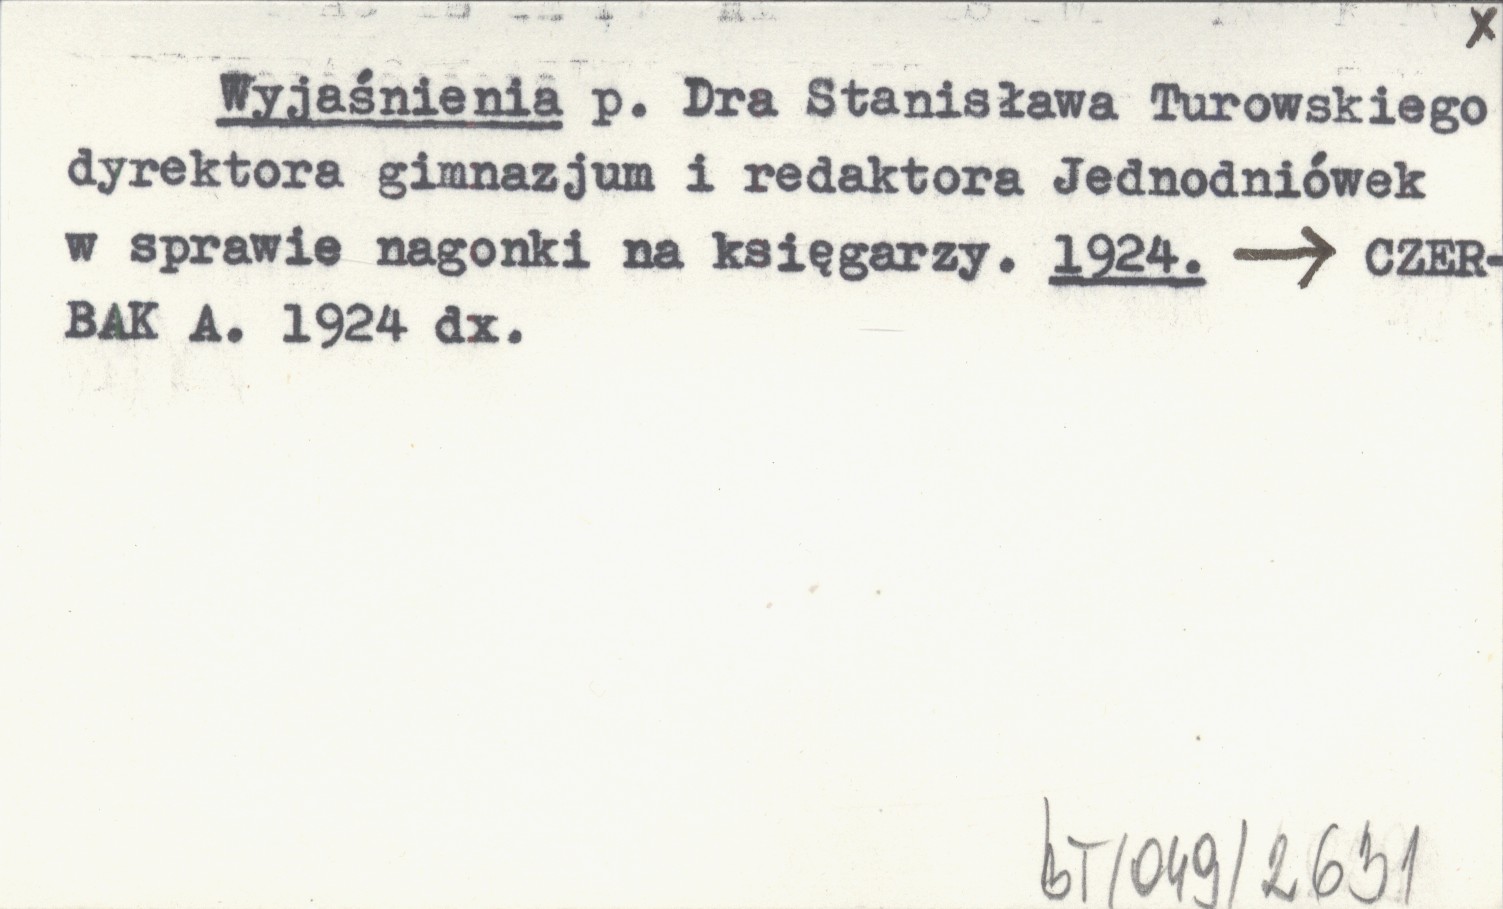 x
Wyjaśnienia p. Dra Stanisława Turowskiego
dyrektora gimnazjum i redaktora Jednodniówek
w sprawie nagonki na księgarzy. 1924. → CZER-
BAK A. 1924 dx.
BT/049/2631